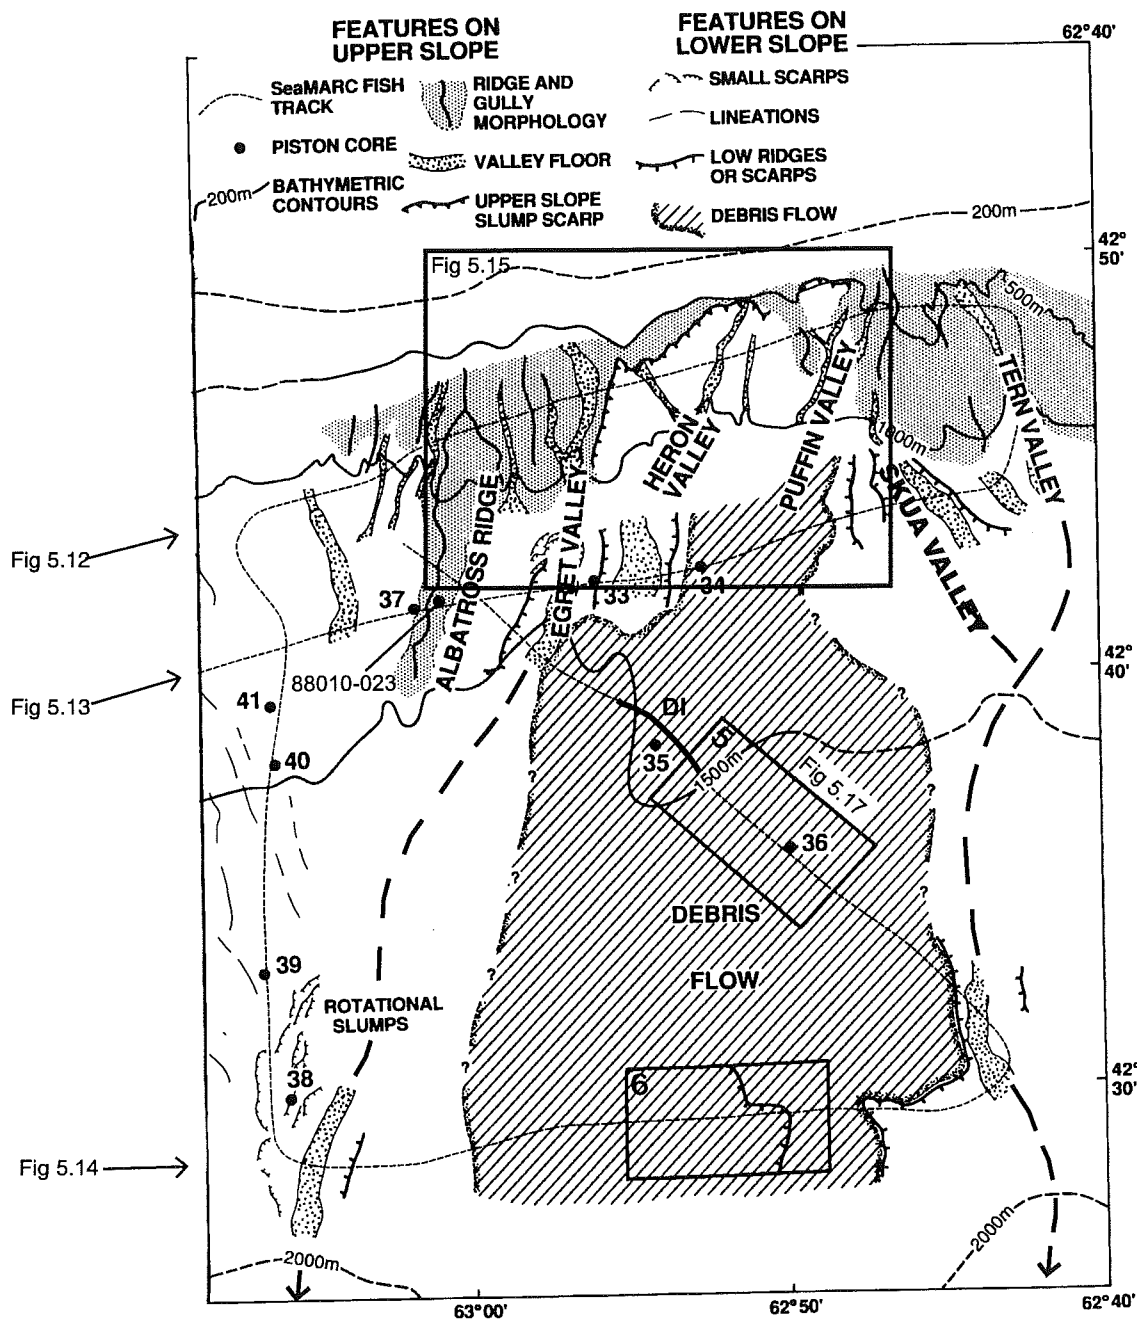 FEATURES ON
UPPER SLOPE
FEATURES ON
LOWER SLOPE
62°40'
SeaMARC FISH
TRACK
PISTON CORE
200m
BATHYMETRIC
CONTOURS
RIDGE AND
GULLY
MORPHOLOGY
VALLEY FLOOR
UPPER SLOPE
SLUMP SCARP
SMALL SCARPS
LINEATIONS
LOW RIDGES
OR SCARPS
DEBRIS FLOW
200m
42°
50'
Fig 5.15
500m
TERN VALLEY
PUFFIN VALLEY
HERON
VALLEY
1000m
SKUA VALLEY
EGRET VALLEY
ALBATROSS RIDGE
Fig 5.12
37
33
34
88010-023
42°
40'
Fig 5.13
41
40
DI
35
5
1500m
Fig 5.17
36
?
?
?
?
DEBRIS
FLOW
?
?
39
ROTATIONAL
SLUMPS
38
?
6
42°
30'
Fig 5.14
2000m
2000m
63°00'
62°50'
62°40'